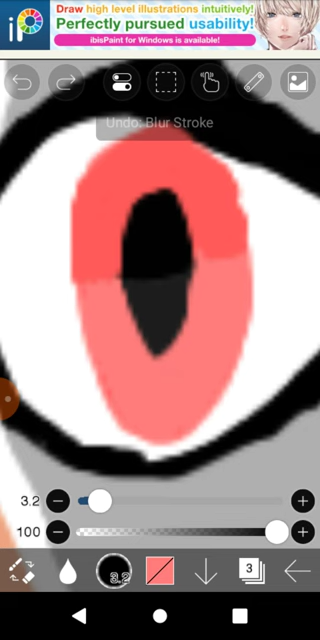 Draw high level illustrations intuitively!
Perfectly pursued usability!
ibisPaint for Windows is available!
Undo: Blur Stroke
3.2
100
3.2
3